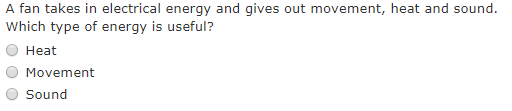 A fan takes in electrical energy and gives out movement, heat and sound.
Which type of energy is useful?
Heat
Movement
Sound